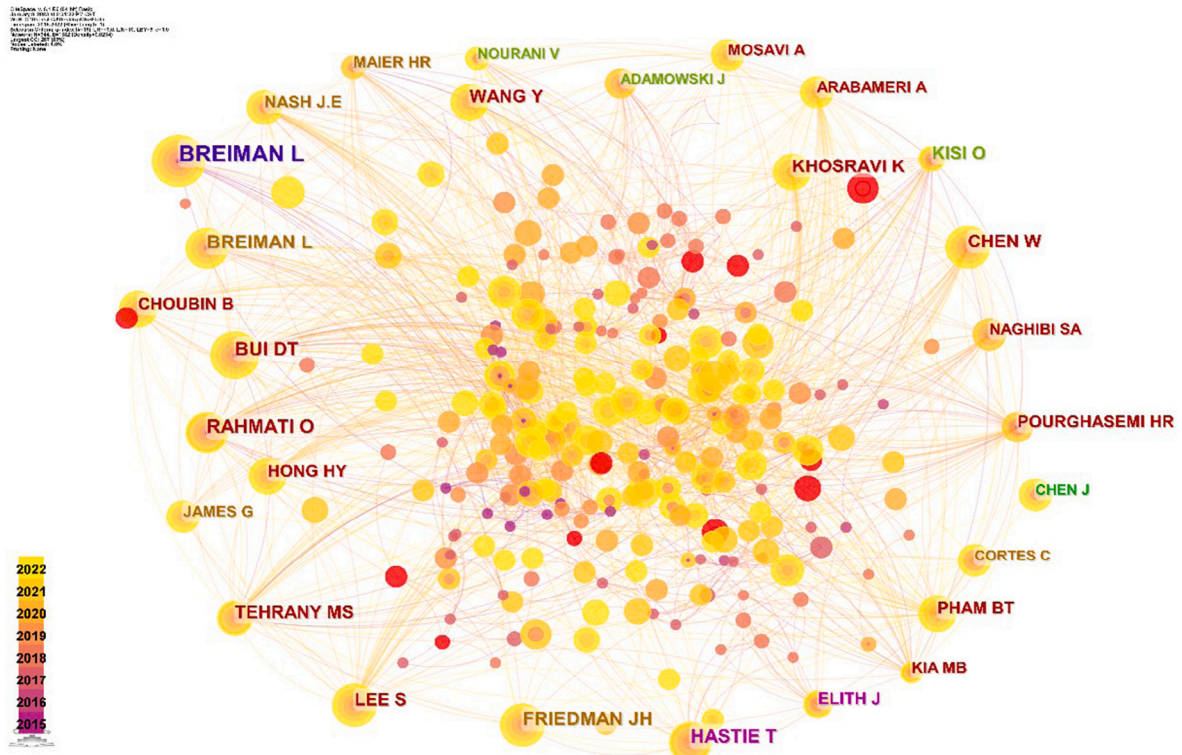 MAIER HR
NOURANI V
MOSAVI A
ADAMOWSKI J
NASH J.E
WANG Y
ARABAMERI A
BREIMAN L
KHOSRAVI K
KISI O
BREIMAN L
CHEN W
CHOUBIN B
BUI DT
NAGHIBI SA
RAHMATI O
POURGHASEMI HR
HONG HY
CHEN J
JAMES G
CORTES C
TEHRANY MS
PHAM BT
KIA MB
LEE S
ELITH J
FRIEDMAN JH
HASTIE T
2022
2021
2020
2019
2018
2017
2016
2015